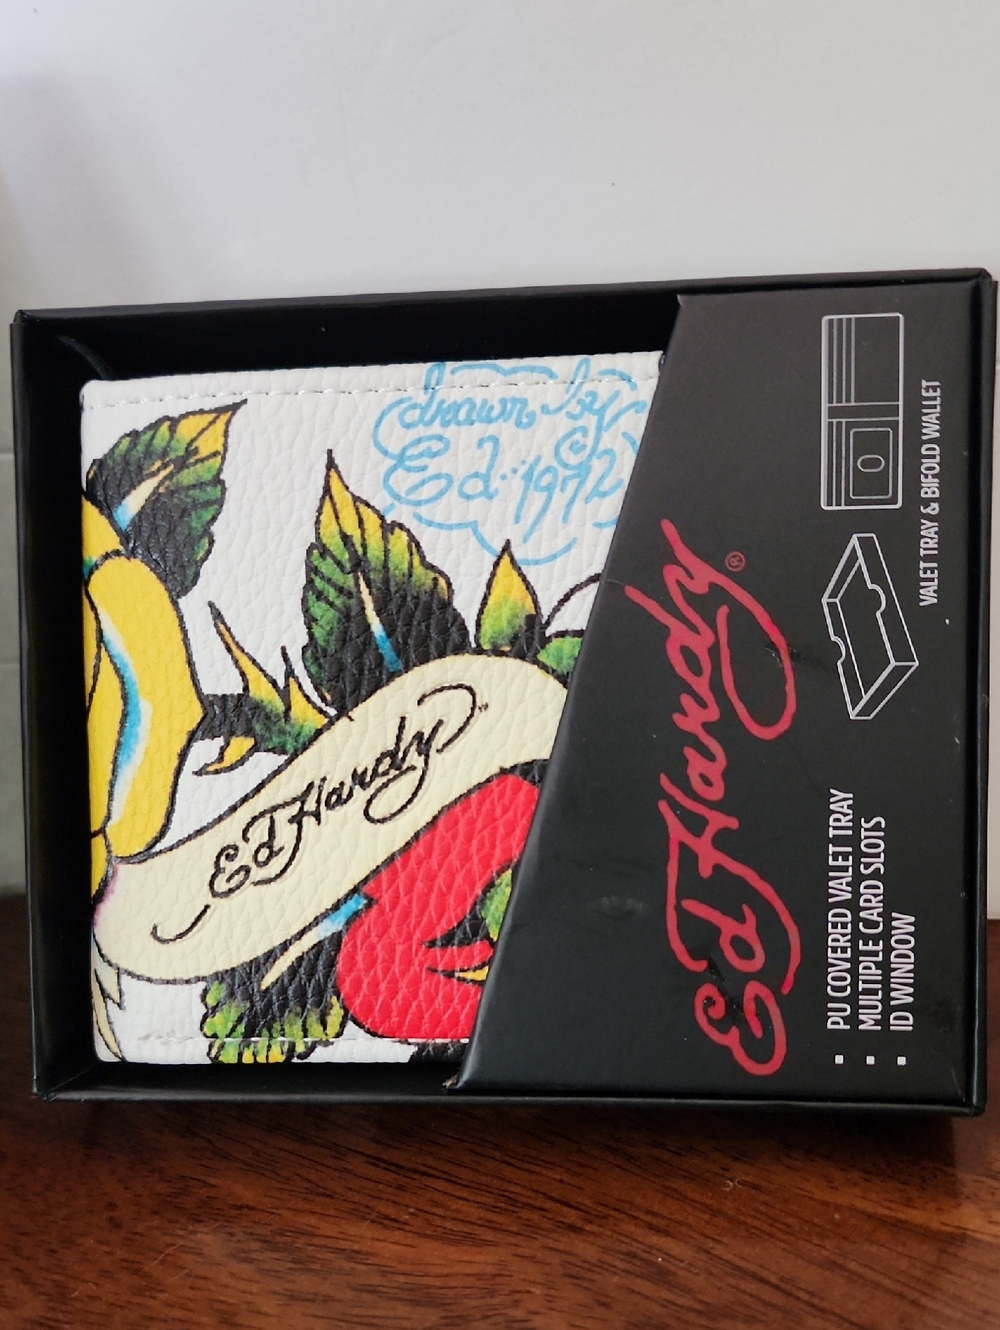 drawn by
Ed © 1972
Ed Hardy
Ed Hardy®
PU COVERED VALET TRAY
MULTIPLE CARD SLOTS
ID WINDOW
VALET TRAY & BIFOLD WALLET